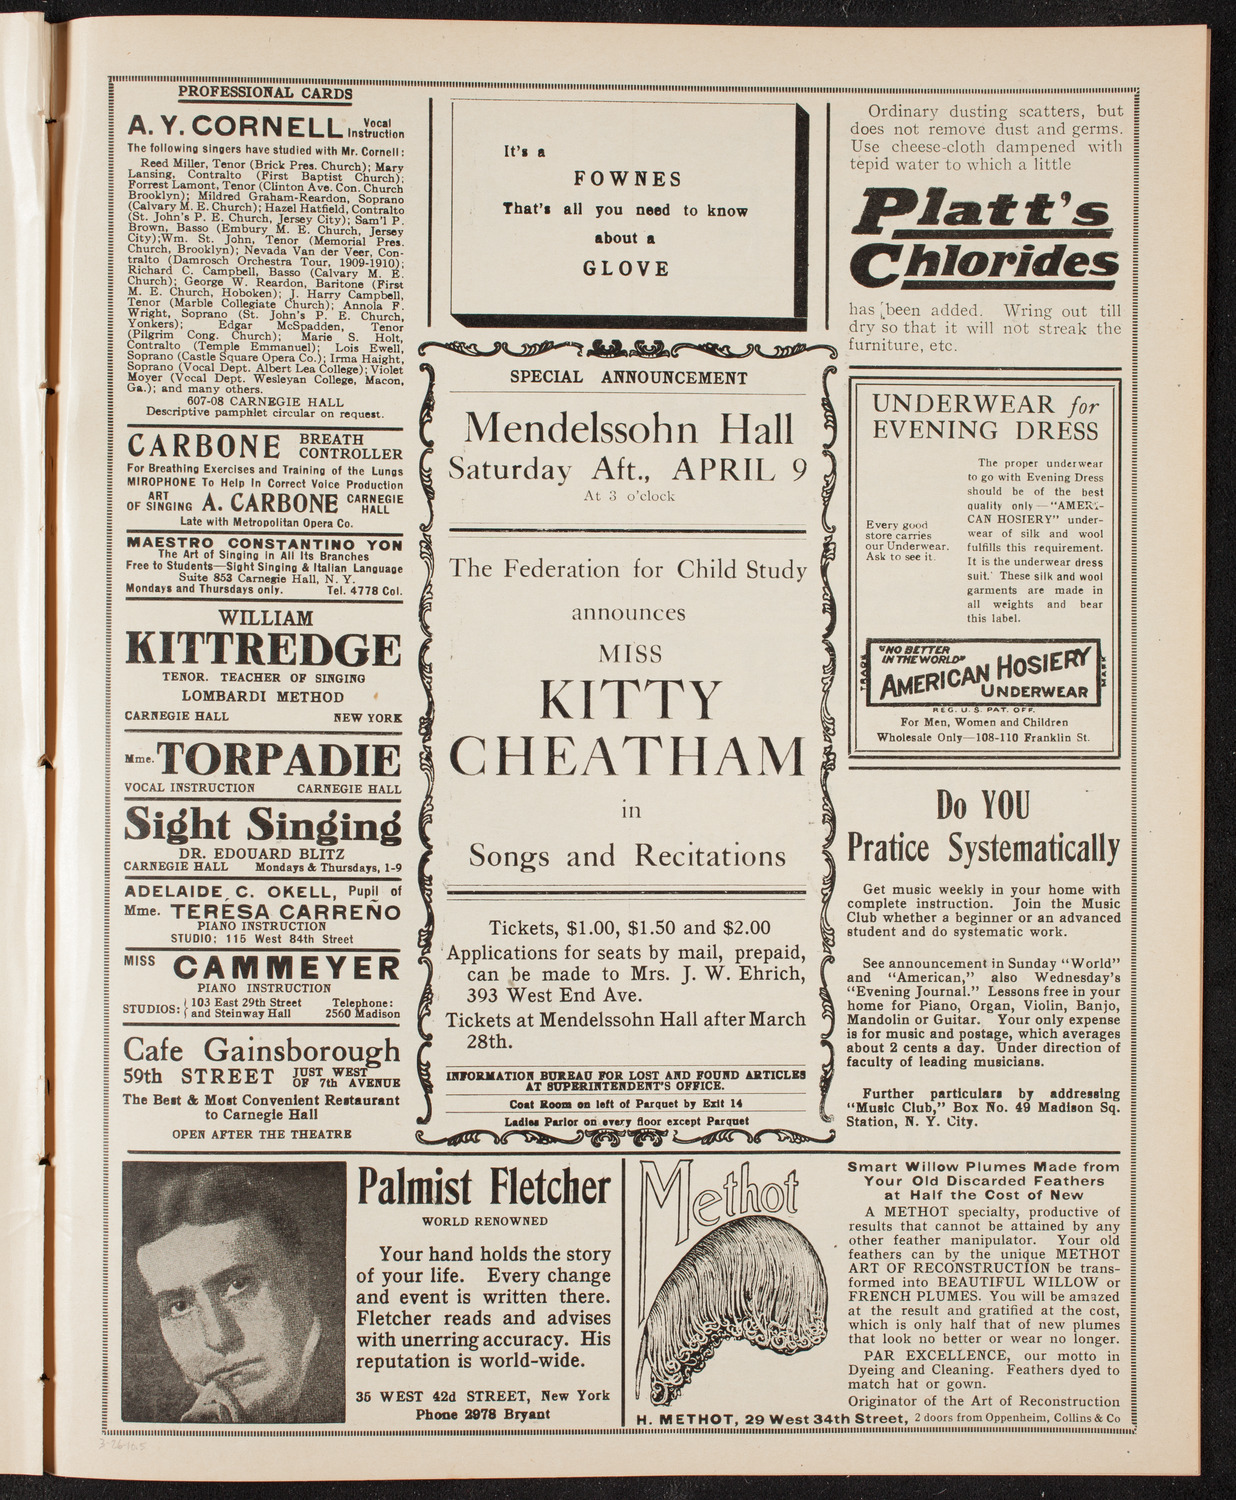 PROFESSIONAL CARDS
A. Y. CORNELL Vocal Instruction
The following singers have studied with Mr. Cornell:
Reed Miller, Tenor (Brick Pres. Church); Mary
Lansing, Contralto (First Baptist Church);
Forrest Lamont, Tenor (Clinton Ave. Con. Church
Brooklyn); Mildred Graham-Reardon, Soprano
(Calvary M. E. Church); Hazel Hatfield, Contralto
(St. John's P. E. Church, Jersey City); Sam'l P.
Brown, Basso (Embury M. E. Church, Jersey
City);Wm. St. John, Tenor (Memorial Pres.
Church, Brooklyn); Nevada Van der Veer, Con-
tralto (Damrosch Orchestra Tour, 1909-1910);
Richard C. Campbell, Basso (Calvary M. E.
Church); George W. Reardon, Baritone (First
M. E. Church, Hoboken); J. Harry Campbell,
Tenor (Marble Collegiate Church); Annola F.
Wright, Soprano (St. John's P. E. Church,
Yonkers); Edgar McSpadden, Tenor
(Pilgrim Cong. Church); Marie S. Holt,
Contralto (Temple Emmanuel); Lois Ewell,
Soprano (Castle Square Opera Co.); Irma Haight,
Soprano (Vocal Dept. Albert Lea College); Violet
Moyer (Vocal Dept. Wesleyan College, Macon,
Ga.); and many others.
607-08 CARNEGIE HALL
Descriptive pamphlet circular on request.
CARBONE BREATH CONTROLLER
For Breathing Exercises and Training of the Lungs
MIROPHONE To Help In Correct Voice Production
ART OF SINGING A. CARBONE CARNEGIE HALL
Late with Metropolitan Opera Co.
MAESTRO CONSTANTINO YON
The Art of Singing in All Its Branches
Free to Students—Sight Singing & Italian Language
Suite 853 Carnegie Hall, N. Y.
Mondays and Thursdays only. Tel. 4778 Col.
WILLIAM
KITTREDGE
TENOR. TEACHER OF SINGING
LOMBARDI METHOD
CARNEGIE HALL NEW YORK
Mme. TORPADIE
VOCAL INSTRUCTION CARNEGIE HALL
Sight Singing
DR. EDOUARD BLITZ
CARNEGIE HALL Mondays & Thursdays, 1-9
ADELAIDE C. OKELL, Pupil of
Mme. TERESA CARREÑO
PIANO INSTRUCTION
STUDIO: 115 West 84th Street
MISS CAMMEYER
PIANO INSTRUCTION
STUDIOS: { 103 East 29th Street Telephone:
and Steinway Hall 2560 Madison
Cafe Gainsborough
59th STREET JUST WEST OF 7th AVENUE
The Best & Most Convenient Restaurant
to Carnegie Hall
OPEN AFTER THE THEATRE
It's a
FOWNES
That's all you need to know
about a
GLOVE
SPECIAL ANNOUNCEMENT
Mendelssohn Hall
Saturday Aft., APRIL 9
At 3 o'clock
The Federation for Child Study
announces
MISS
KITTY
CHEATHAM
in
Songs and Recitations
Tickets, $1.00, $1.50 and $2.00
Applications for seats by mail, prepaid,
can be made to Mrs. J. W. Ehrich,
393 West End Ave.
Tickets at Mendelssohn Hall after March
28th.
INFORMATION BUREAU FOR LOST AND FOUND ARTICLES
AT SUPERINTENDENT'S OFFICE.
Coat Room on left of Parquet by Exit 14
Ladies Parlor on every floor except Parquet
Ordinary dusting scatters, but
does not remove dust and germs.
Use cheese-cloth dampened with
tepid water to which a little
Platt's
Chlorides
has been added. Wring out till
dry so that it will not streak the
furniture, etc.
UNDERWEAR for
EVENING DRESS
Every good
store carries
our Underwear.
Ask to see it.
The proper underwear
to go with Evening Dress
should be of the best
quality only—"AMERI-
CAN HOSIERY" under-
wear of silk and wool
fulfills this requirement.
It is the underwear dress
suit. These silk and wool
garments are made in
all weights and bear
this label.
TRADE MARK
"NO BETTER
IN THE WORLD"
AMERICAN HOSIERY
UNDERWEAR
REG. U. S. PAT. OFF.
For Men, Women and Children
Wholesale Only—108-110 Franklin St.
Do YOU
Pratice Systematically
Get music weekly in your home with
complete instruction. Join the Music
Club whether a beginner or an advanced
student and do systematic work.
See announcement in Sunday "World"
and "American," also Wednesday's
"Evening Journal." Lessons free in your
home for Piano, Organ, Violin, Banjo,
Mandolin or Guitar. Your only expense
is for music and postage, which averages
about 2 cents a day. Under direction of
faculty of leading musicians.
Further particulars by addressing
"Music Club," Box No. 49 Madison Sq.
Station, N. Y. City.
Palmist Fletcher
WORLD RENOWNED
Your hand holds the story
of your life. Every change
and event is written there.
Fletcher reads and advises
with unerring accuracy. His
reputation is world-wide.
35 WEST 42d STREET, New York
Phone 2978 Bryant
Methot
Smart Willow Plumes Made from
Your Old Discarded Feathers
at Half the Cost of New
A METHOT specialty, productive of
results that cannot be attained by any
other feather manipulator. Your old
feathers can by the unique METHOT
ART OF RECONSTRUCTION be trans-
formed into BEAUTIFUL WILLOW or
FRENCH PLUMES. You will be amazed
at the result and gratified at the cost,
which is only half that of new plumes
that look no better or wear no longer.
PAR EXCELLENCE, our motto in
Dyeing and Cleaning. Feathers dyed to
match hat or gown.
Originator of the Art of Reconstruction
H. METHOT, 29 West 34th Street, 2 doors from Oppenheim, Collins & Co